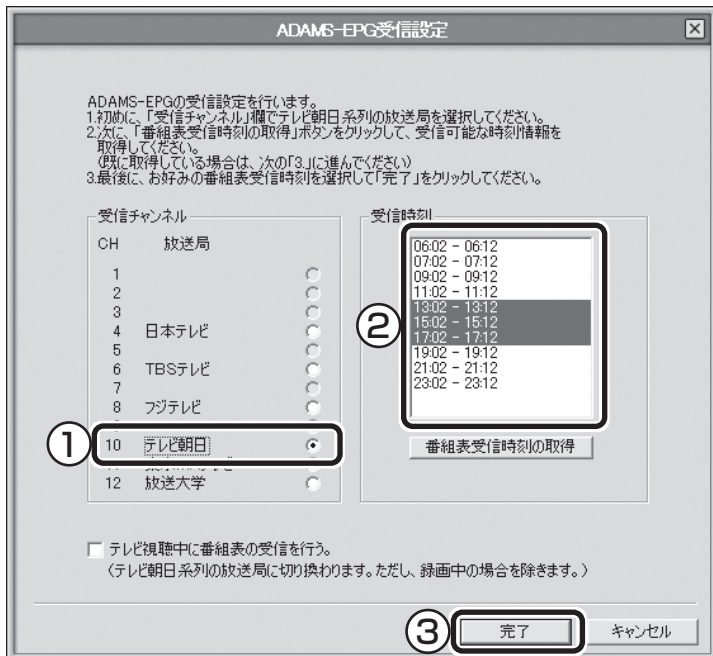 ADAMS-EPG受信設定
ADAMS-EPGの受信設定を行います。
1.初めに、「受信チャンネル」欄でテレビ朝日系列の放送局を選択してください。
2.次に、「番組表受信時刻の取得」ボタンをクリックして、受信可能な時刻情報を
取得してください。
(既に取得している場合は、次の「3.」に進んでください)
3.最後に、お好みの番組表受信時刻を選択して「完了」をクリックしてください。
受信チャンネル
CH 放送局
1
2
3
4 日本テレビ
5
6 TBSテレビ
7
8 フジテレビ
① 10 テレビ朝日
12 放送大学
受信時刻
②
06:02 - 06:12
07:02 - 07:12
09:02 - 09:12
11:02 - 11:12
13:02 - 13:12
15:02 - 15:12
17:02 - 17:12
19:02 - 19:12
21:02 - 21:12
23:02 - 23:12
番組表受信時刻の取得
テレビ視聴中に番組表の受信を行う。
(テレビ朝日系列の放送局に切り換わります。ただし、録画中の場合を除きます。)
③ 完了 キャンセル